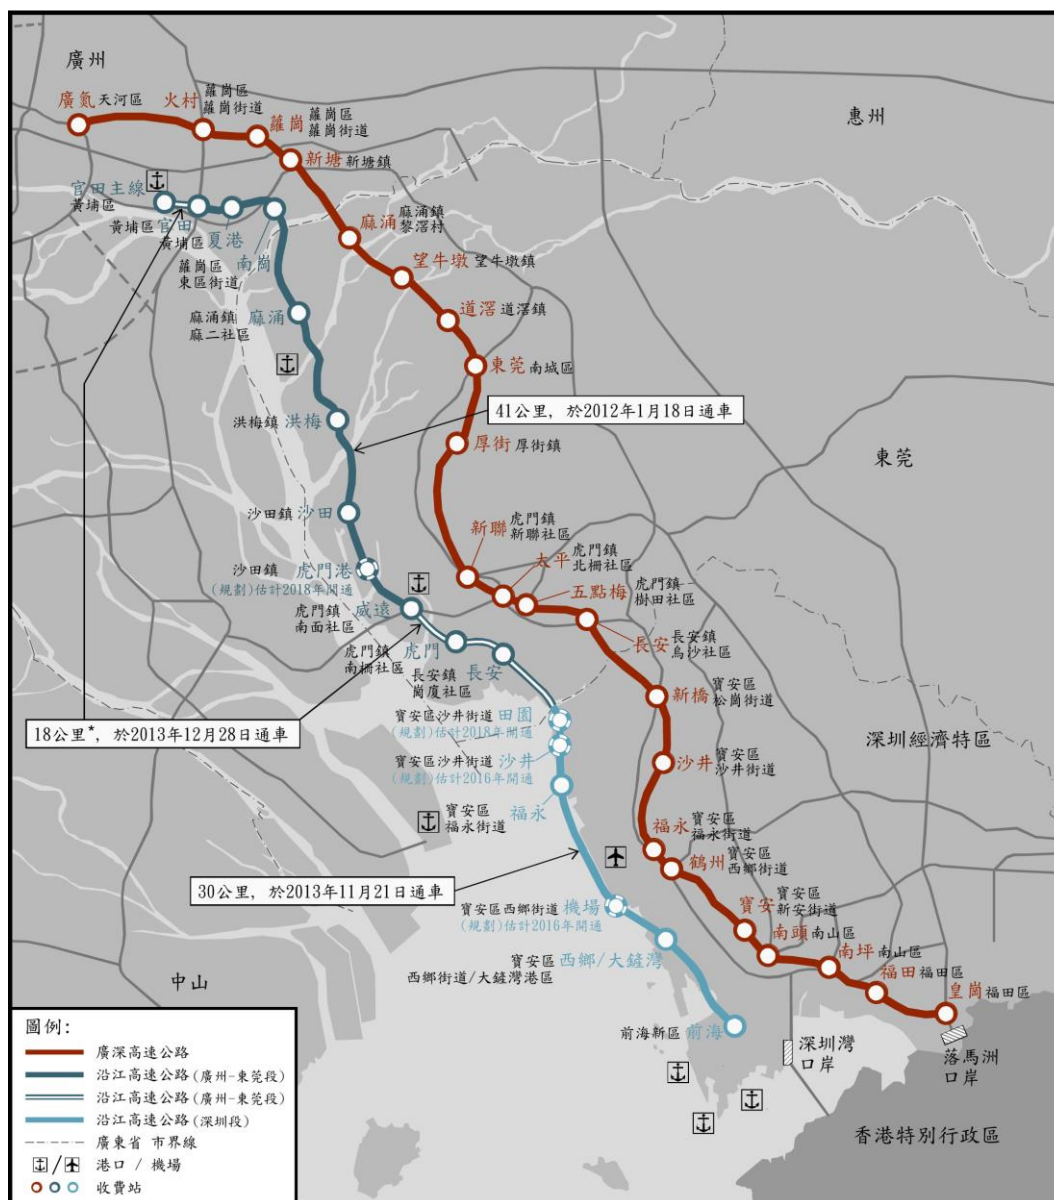 廣州
惠州
廣氮 天河區
火村 蘿崗區
蘿崗街道
蘿崗 蘿崗區
蘿崗街道
新塘 新塘鎮
官田主線
黃埔區
黃埔區 官田
黃埔區 夏港
蘿崗區
東區街道
南崗
麻涌 麻涌鎮
黎滘村
望牛墩 望牛墩鎮
道滘 道滘鎮
麻涌鎮
麻二社區
麻涌
東莞 南城區
41公里, 於2012年1月18日通車
洪梅鎮 洪梅
厚街 厚街鎮
東莞
沙田鎮 沙田
新聯 虎門鎮
新聯社區
太平 虎門鎮
北柵社區
沙田鎮 虎門港
(規劃)估計2018年開通
五點梅 虎門鎮
樹田社區
虎門鎮
南面社區
威遠
長安 長安鎮
烏沙社區
虎門鎮
南柵社區
虎門
長安鎮
崗廈社區
長安
新橋 寶安區
松崗街道
寶安區沙井街道 田園
(規劃)估計2018年開通
18公里*, 於2013年12月28日通車
深圳經濟特區
寶安區沙井街道 沙井
(規劃)估計2016年開通
沙井 寶安區
沙井街道
寶安區
福永街道
福永
福永 寶安區
福永街道
鶴州 寶安區
西鄉街道
30公里, 於2013年11月21日通車
寶安區西鄉街道 機場
(規劃)估計2016年開通
寶安 寶安區
新安街道
南頭 南山區
南坪 南山區
寶安區
西鄉街道/大鏟灣港區
西鄉/大鏟灣
福田 福田區
皇崗 福田區
中山
前海新區 前海
深圳灣
口岸
落馬洲
口岸
香港特別行政區
圖例:
廣深高速公路
沿江高速公路(廣州-東莞段)
沿江高速公路(廣州-東莞段)
沿江高速公路(深圳段)
廣東省 市界線
/
港口 / 機場
收費站